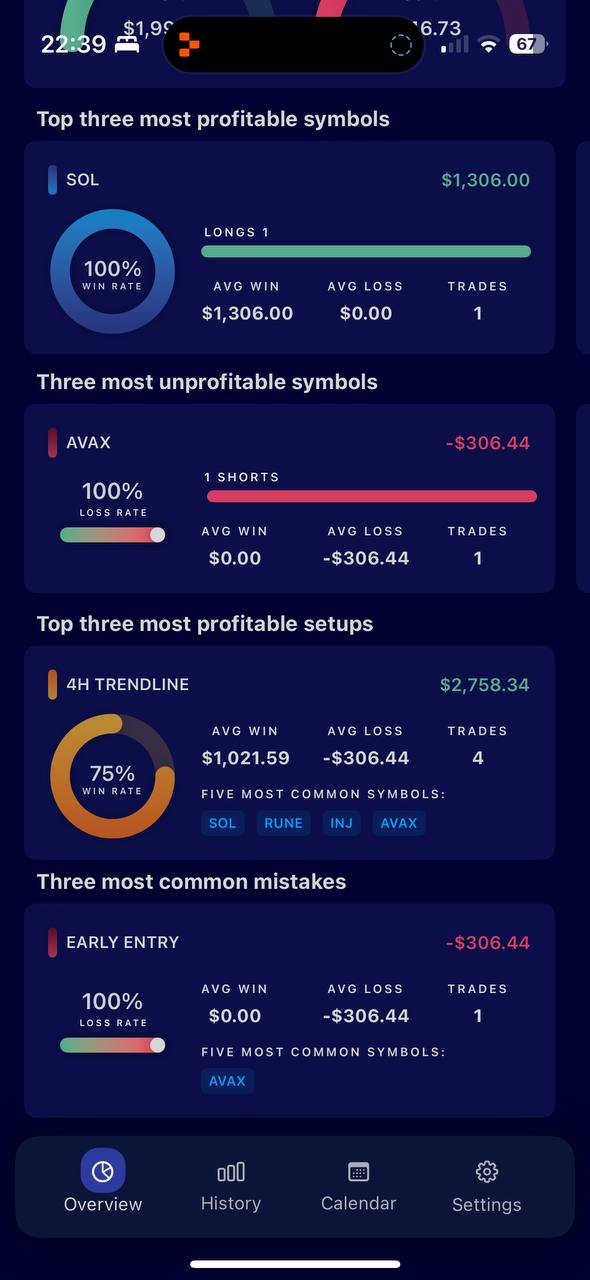 $1,99
16.73
22:39
67
Top three most profitable symbols
SOL
$1,306.00
100%
WIN RATE
LONGS 1
AVG WIN AVG LOSS TRADES
$1,306.00 $0.00 1
Three most unprofitable symbols
AVAX
-$306.44
100%
LOSS RATE
1 SHORTS
AVG WIN AVG LOSS TRADES
$0.00 -$306.44 1
Top three most profitable setups
4H TRENDLINE
$2,758.34
75%
WIN RATE
AVG WIN AVG LOSS TRADES
$1,021.59 -$306.44 4
FIVE MOST COMMON SYMBOLS:
SOL RUNE INJ AVAX
Three most common mistakes
EARLY ENTRY
-$306.44
100%
LOSS RATE
AVG WIN AVG LOSS TRADES
$0.00 -$306.44 1
FIVE MOST COMMON SYMBOLS:
AVAX
Overview History Calendar Settings